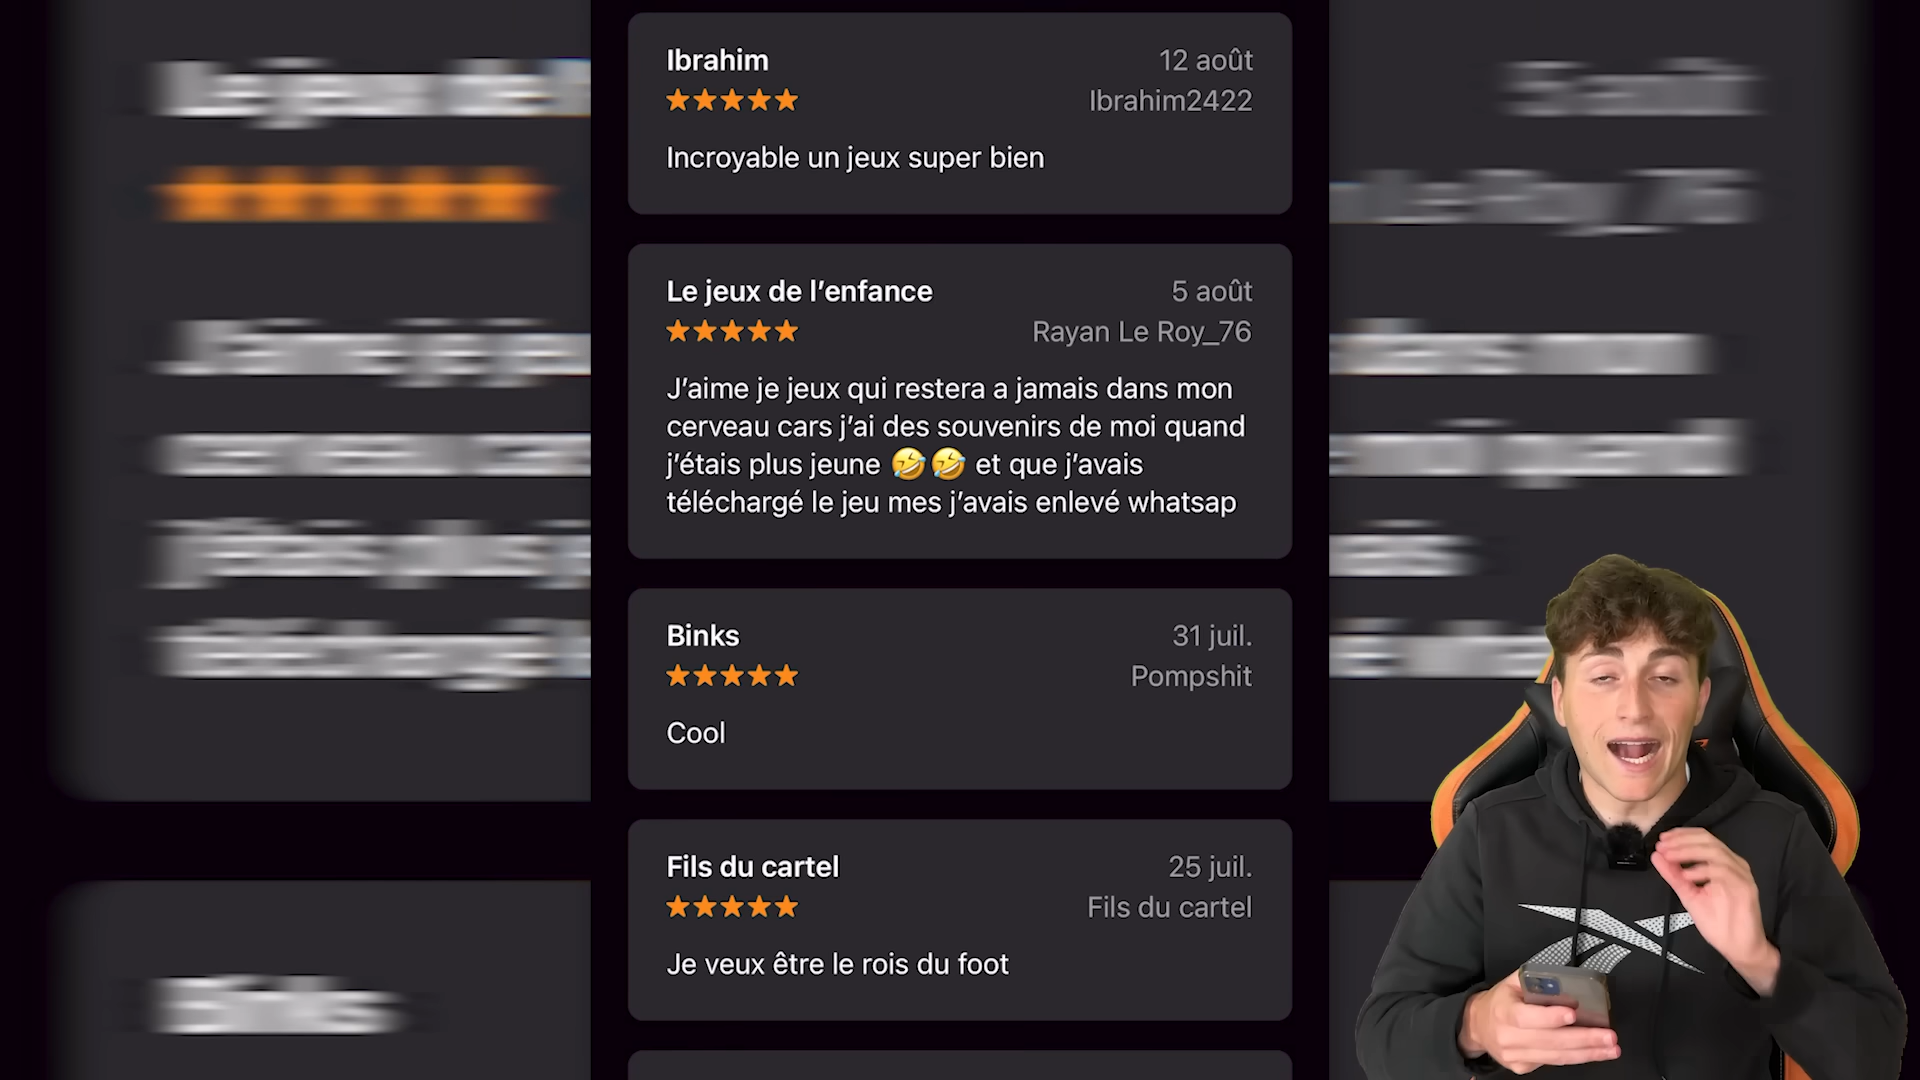 Ibrahim
12 août
Ibrahim2422
Incroyable un jeux super bien
Le jeux de l’enfance
5 août
Rayan Le Roy_76
J’aime je jeux qui restera a jamais dans mon
cerveau cars j’ai des souvenirs de moi quand
j’étais plus jeune 🤣🤣 et que j’avais
téléchargé le jeu mes j’avais enlevé whatsap
Binks
31 juil.
Pompshit
Cool
Fils du cartel
25 juil.
Fils du cartel
Je veux être le rois du foot